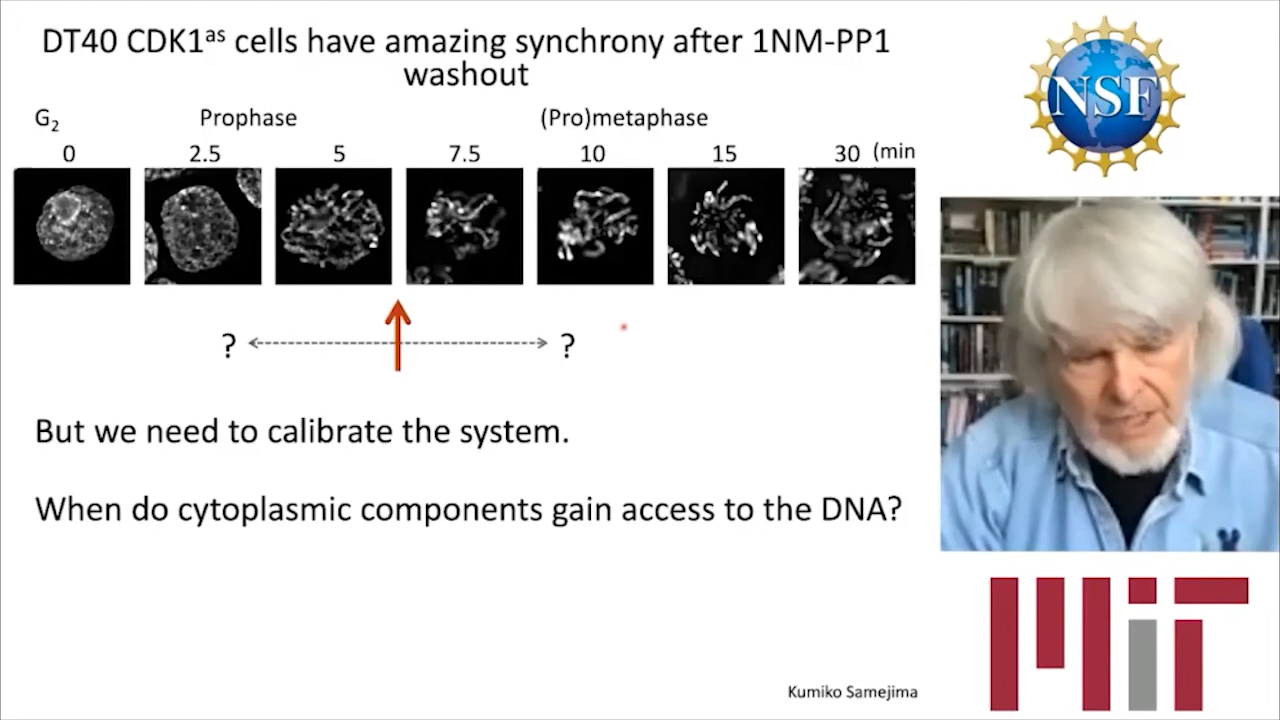 DT40 CDK1ᵃˢ cells have amazing synchrony after 1NM-PP1
washout
G₂ Prophase (Pro)metaphase
0 2.5 5 7.5 10 15 30 (min
? ?
But we need to calibrate the system.
When do cytoplasmic components gain access to the DNA?
Kumiko Samejima
NSF
MIT